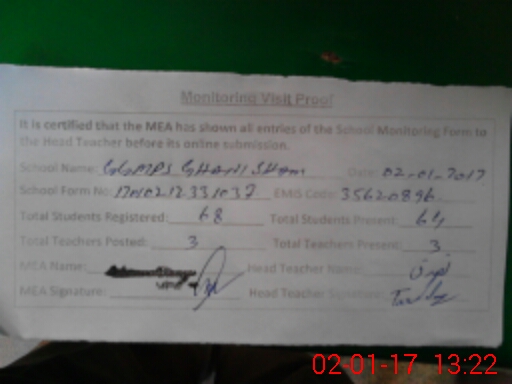 Monitoring Visit Proof
It is certified that the MEA has shown all entries of the School Monitoring Form to
the Head Teacher before its online submission.
School Name: GGMPS GHANI SHAM Date: 02-01-2017
School Form No: EMIS Code: 35620896
Total Students Registered: 68 Total Students Present: 64
Total Teachers Posted: 3 Total Teachers Present: 3
MEA Name: Head Teacher Name:
MEA Signature: Head Teacher Signature:
02-01-17 13:22